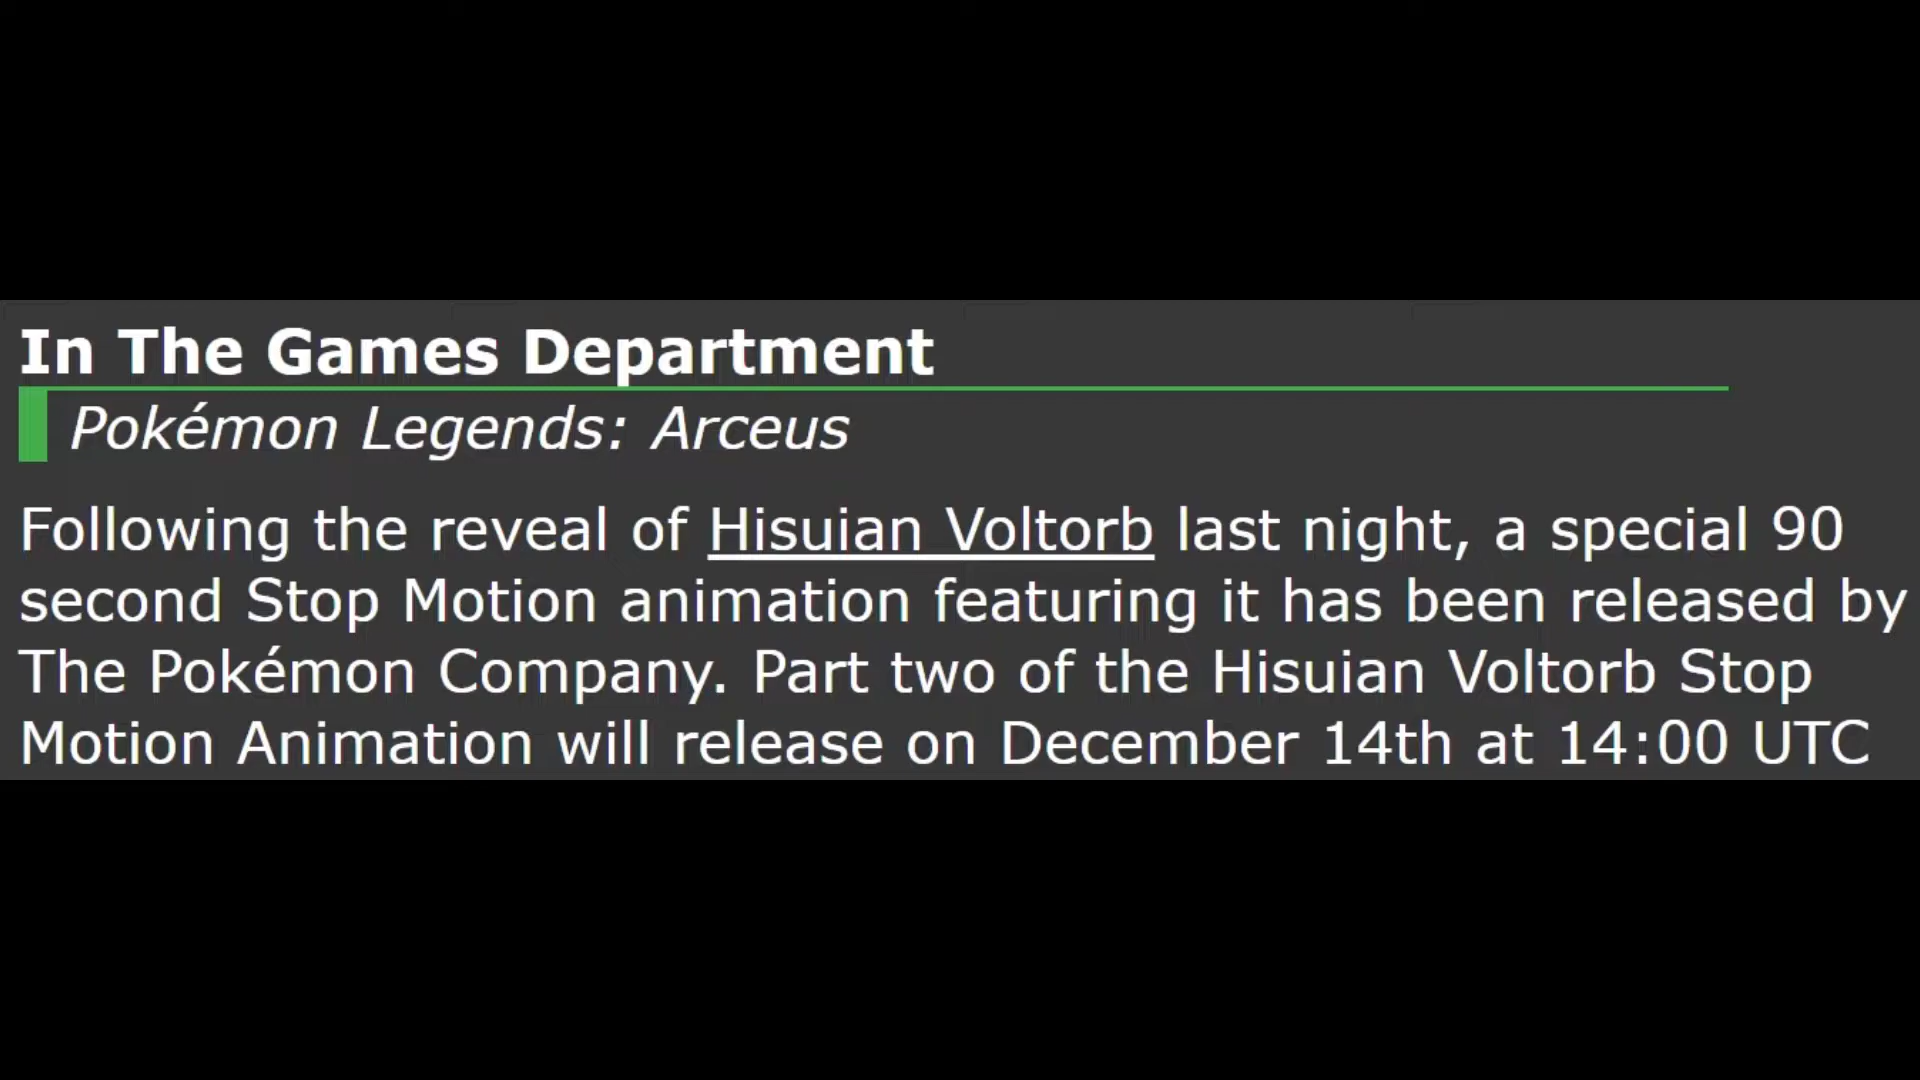 In The Games Department
Pokémon Legends: Arceus
Following the reveal of Hisuian Voltorb last night, a special 90
second Stop Motion animation featuring it has been released by
The Pokémon Company. Part two of the Hisuian Voltorb Stop
Motion Animation will release on December 14th at 14:00 UTC